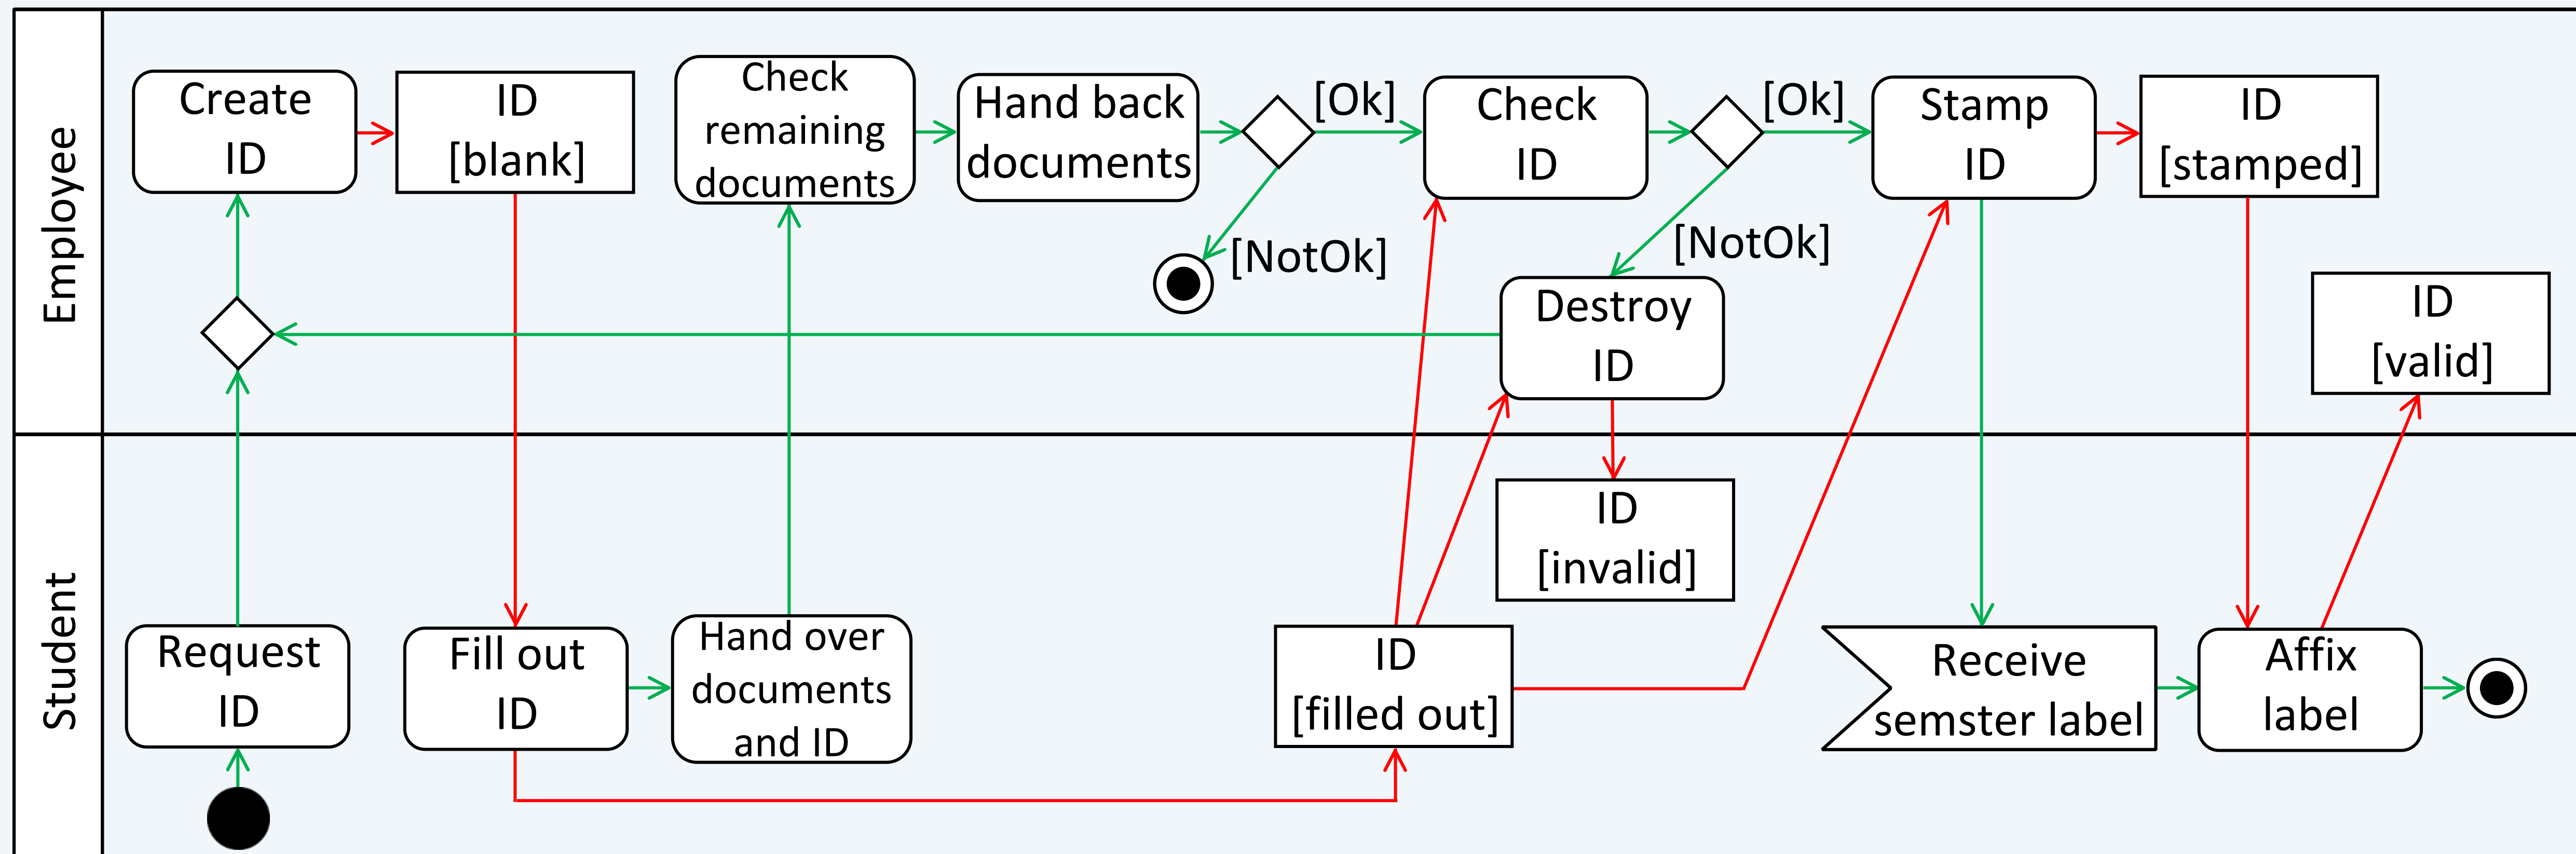 Employee
Create
ID
ID
[blank]
Check
remaining
documents
Hand back
documents
[Ok]
[NotOk]
Check
ID
[Ok]
[NotOk]
Stamp
ID
ID
[stamped]
Destroy
ID
ID
[valid]
Student
Request
ID
Fill out
ID
Hand over
documents
and ID
ID
[filled out]
ID
[invalid]
Receive
semster label
Affix
label